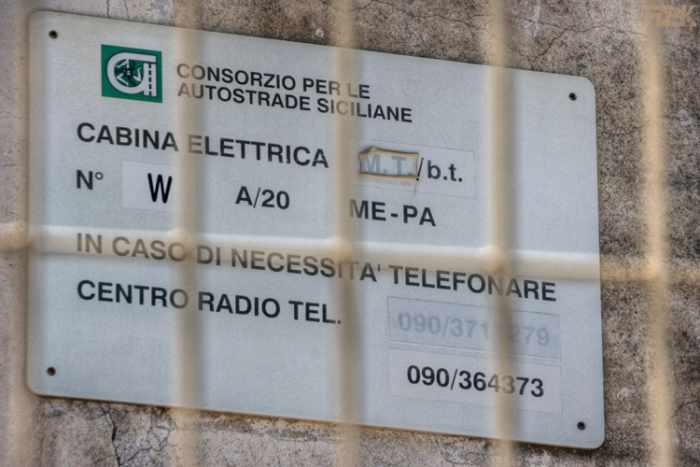 CONSORZIO PER LE
AUTOSTRADE SICILIANE
CABINA ELETTRICA M.T./b.t.
N° W A/20 ME-PA
IN CASO DI NECESSITA' TELEFONARE
CENTRO RADIO TEL.
090/364373